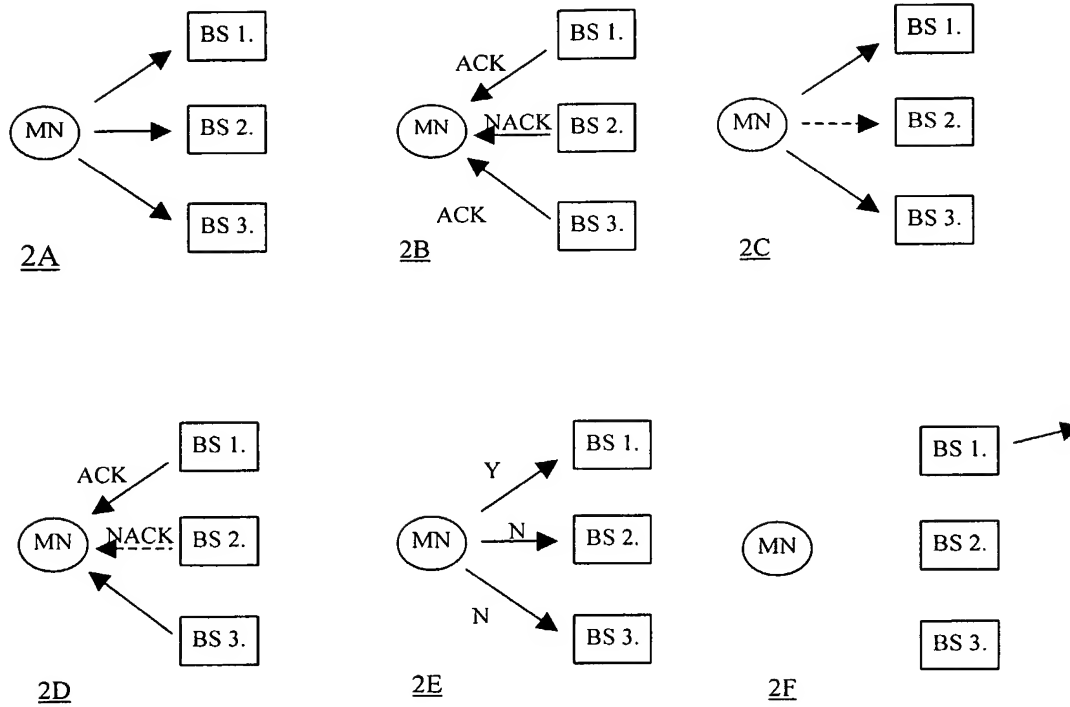 BS 1.
MN
BS 2.
BS 3.
2A
BS 1.
ACK
MN
NACK
BS 2.
ACK
BS 3.
2B
BS 1.
MN
BS 2.
BS 3.
2C
BS 1.
ACK
MN
NACK
BS 2.
BS 3.
2D
BS 1.
Y
MN
N
BS 2.
N
BS 3.
2E
BS 1.
MN
BS 2.
BS 3.
2F